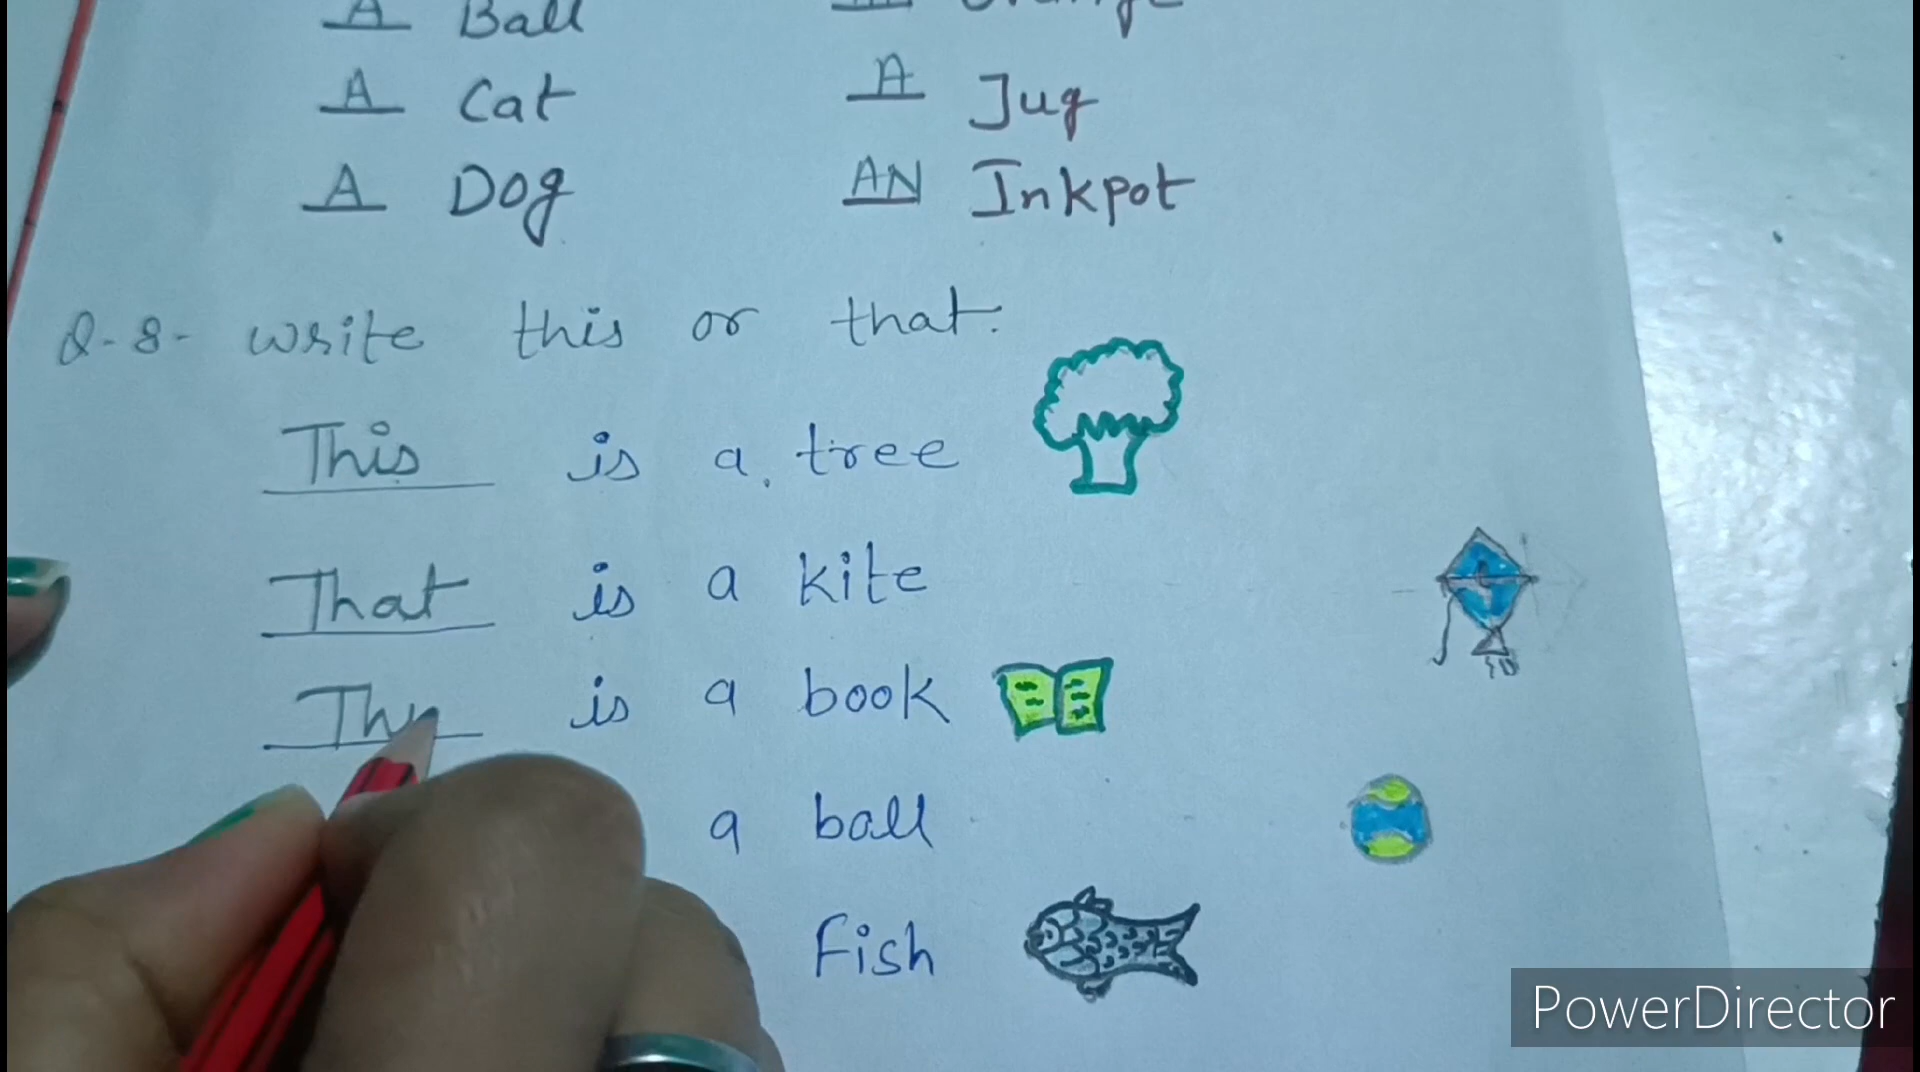 A Ball
A Cat A Jug
A Dog AN Inkpot
Q-8- write this or that.
This is a tree
That is a kite
Th is a book
a ball
Fish
PowerDirector